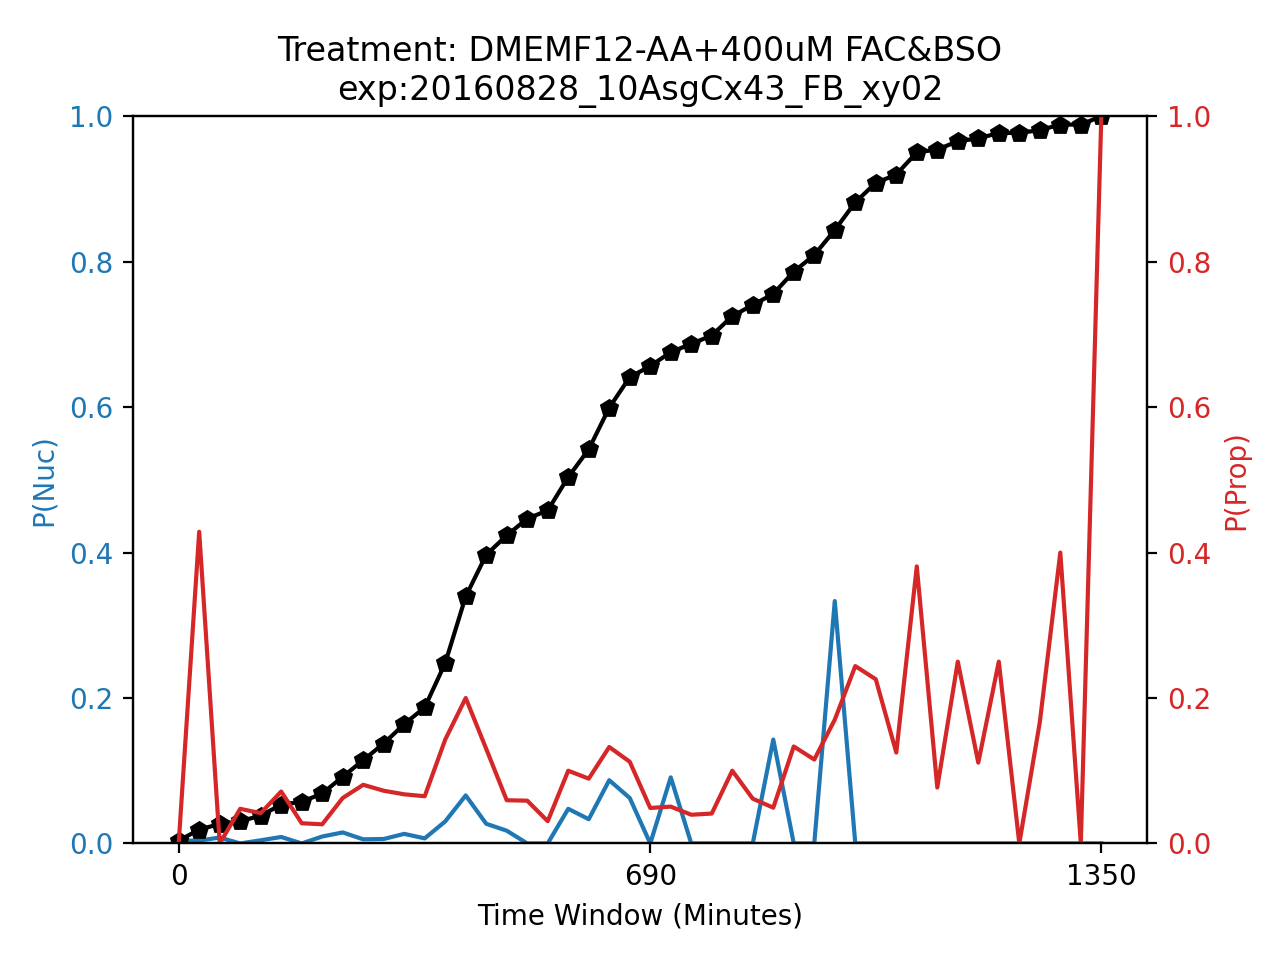 Treatment: DMEMF12-AA+400uM FAC&BSO
exp:20160828_10AsgCx43_FB_xy02
1.0
0.8
0.6
0.4
0.2
0.0
P(Nuc)
1.0
0.8
0.6
0.4
0.2
0.0
P(Prop)
0 690 1350
Time Window (Minutes)